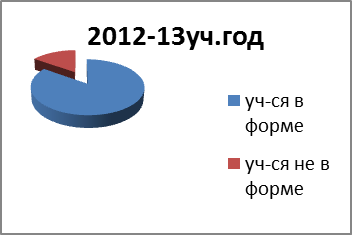 2012-13уч.год
уч-ся в
форме
уч-ся не в
форме